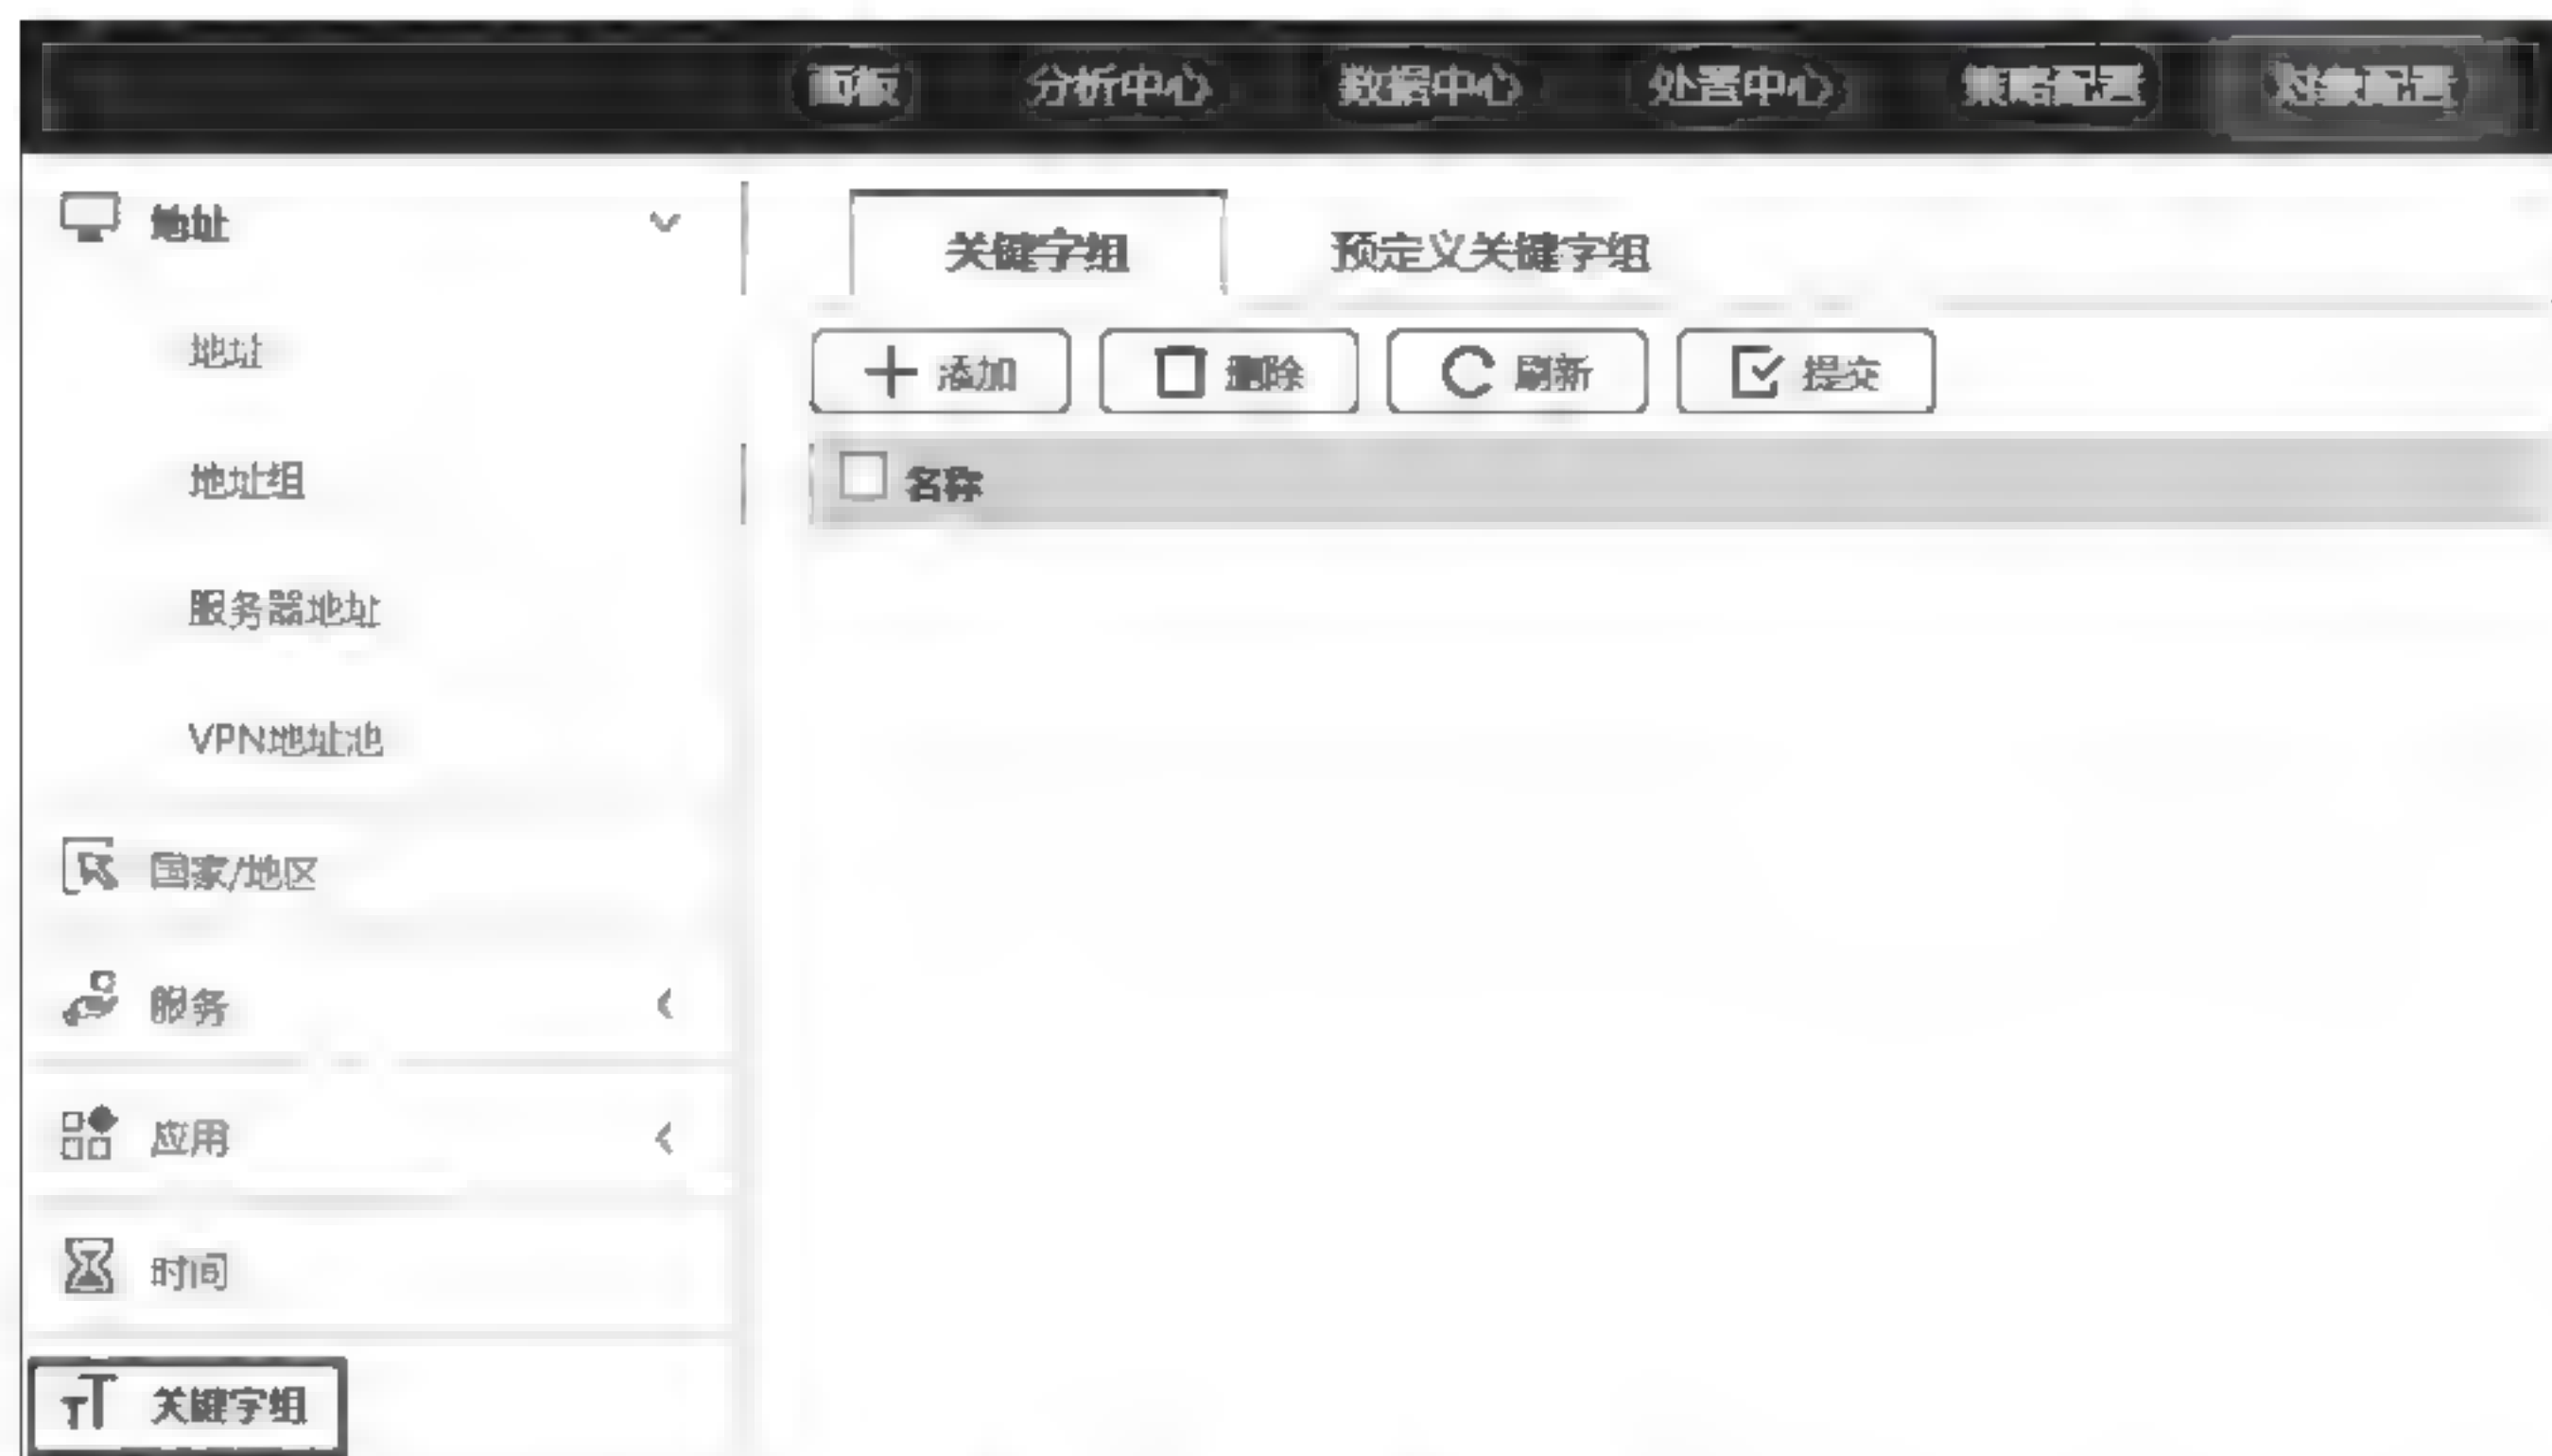 面板 分析中心 数据中心 处置中心 策略配置 对象配置
地址
地址
地址组
服务器地址
VPN地址池
国家/地区
服务
应用
时间
关键字组
关键字组 预定义关键字组
添加 删除 刷新 提交
名称